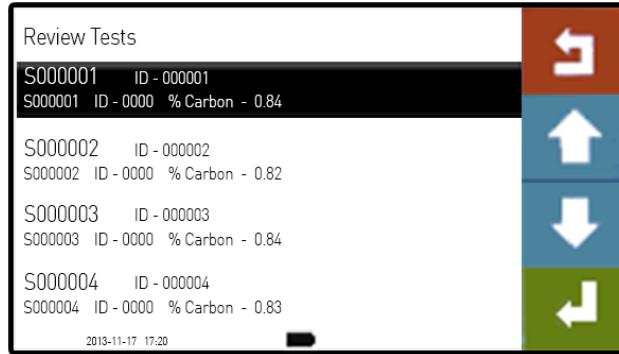 Review Tests
S000001 ID - 000001
S000001 ID - 0000 % Carbon - 0.84
S000002 ID - 000002
S000002 ID - 0000 % Carbon - 0.82
S000003 ID - 000003
S000003 ID - 0000 % Carbon - 0.84
S000004 ID - 000004
S000004 ID - 0000 % Carbon - 0.83
2013-11-17 17:20